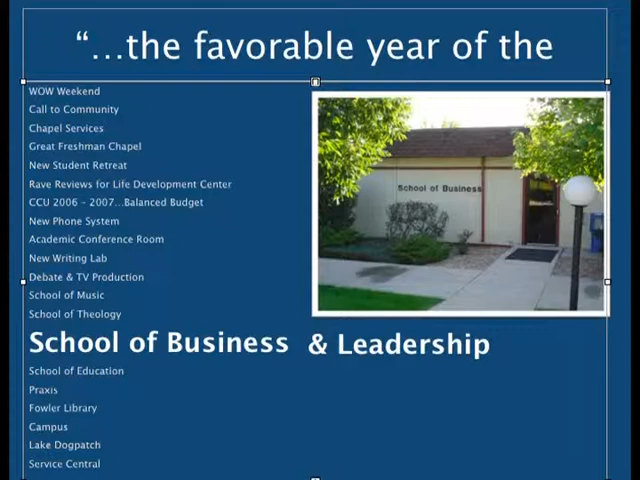 “...the favorable year of the
WOW Weekend
Call to Community
Chapel Services
Great Freshman Chapel
New Student Retreat
Rave Reviews for Life Development Center
CCU 2006 – 2007...Balanced Budget
New Phone System
Academic Conference Room
New Writing Lab
Debate & TV Production
School of Music
School of Theology
School of Business & Leadership
School of Education
Praxis
Fowler Library
Campus
Lake Dogpatch
Service Central
School of Business